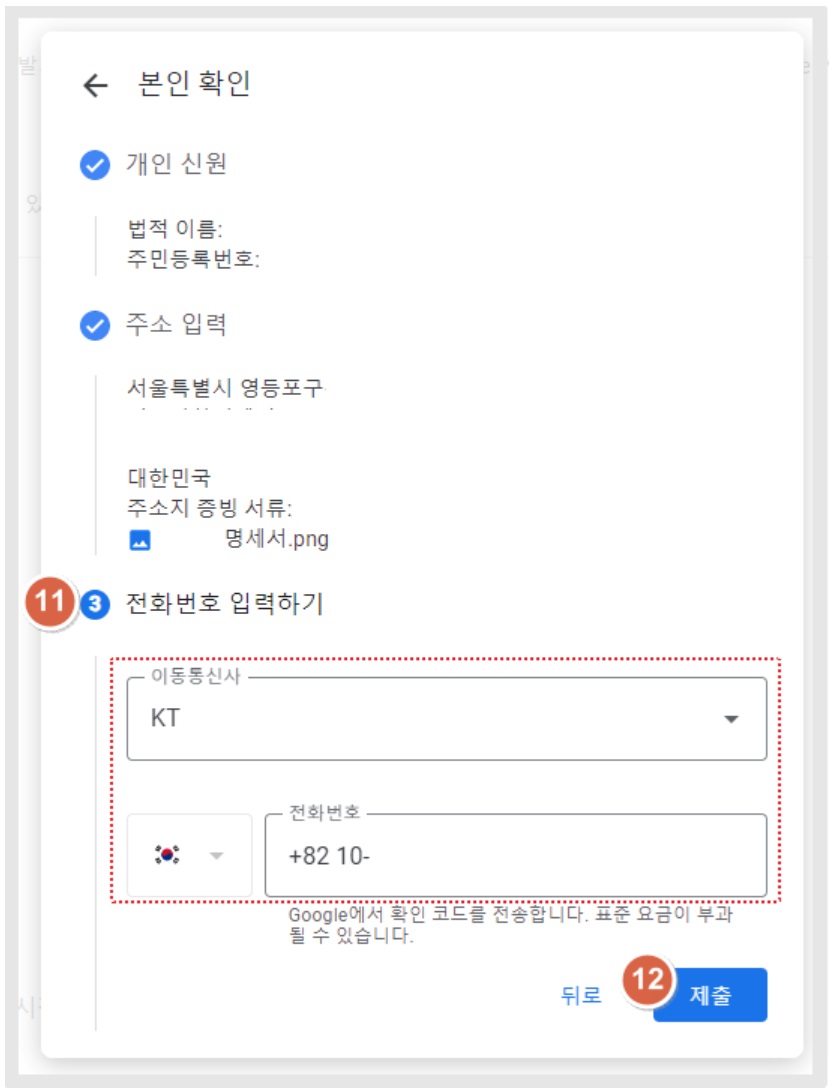 본인 확인
개인 신원
법적 이름:
주민등록번호:
주소 입력
서울특별시 영등포구
대한민국
주소지 증빙 서류:
명세서.png
11 3 전화번호 입력하기
이동통신사
KT
전화번호
+82 10-
Google에서 확인 코드를 전송합니다. 표준 요금이 부과
될 수 있습니다.
뒤로 12 제출